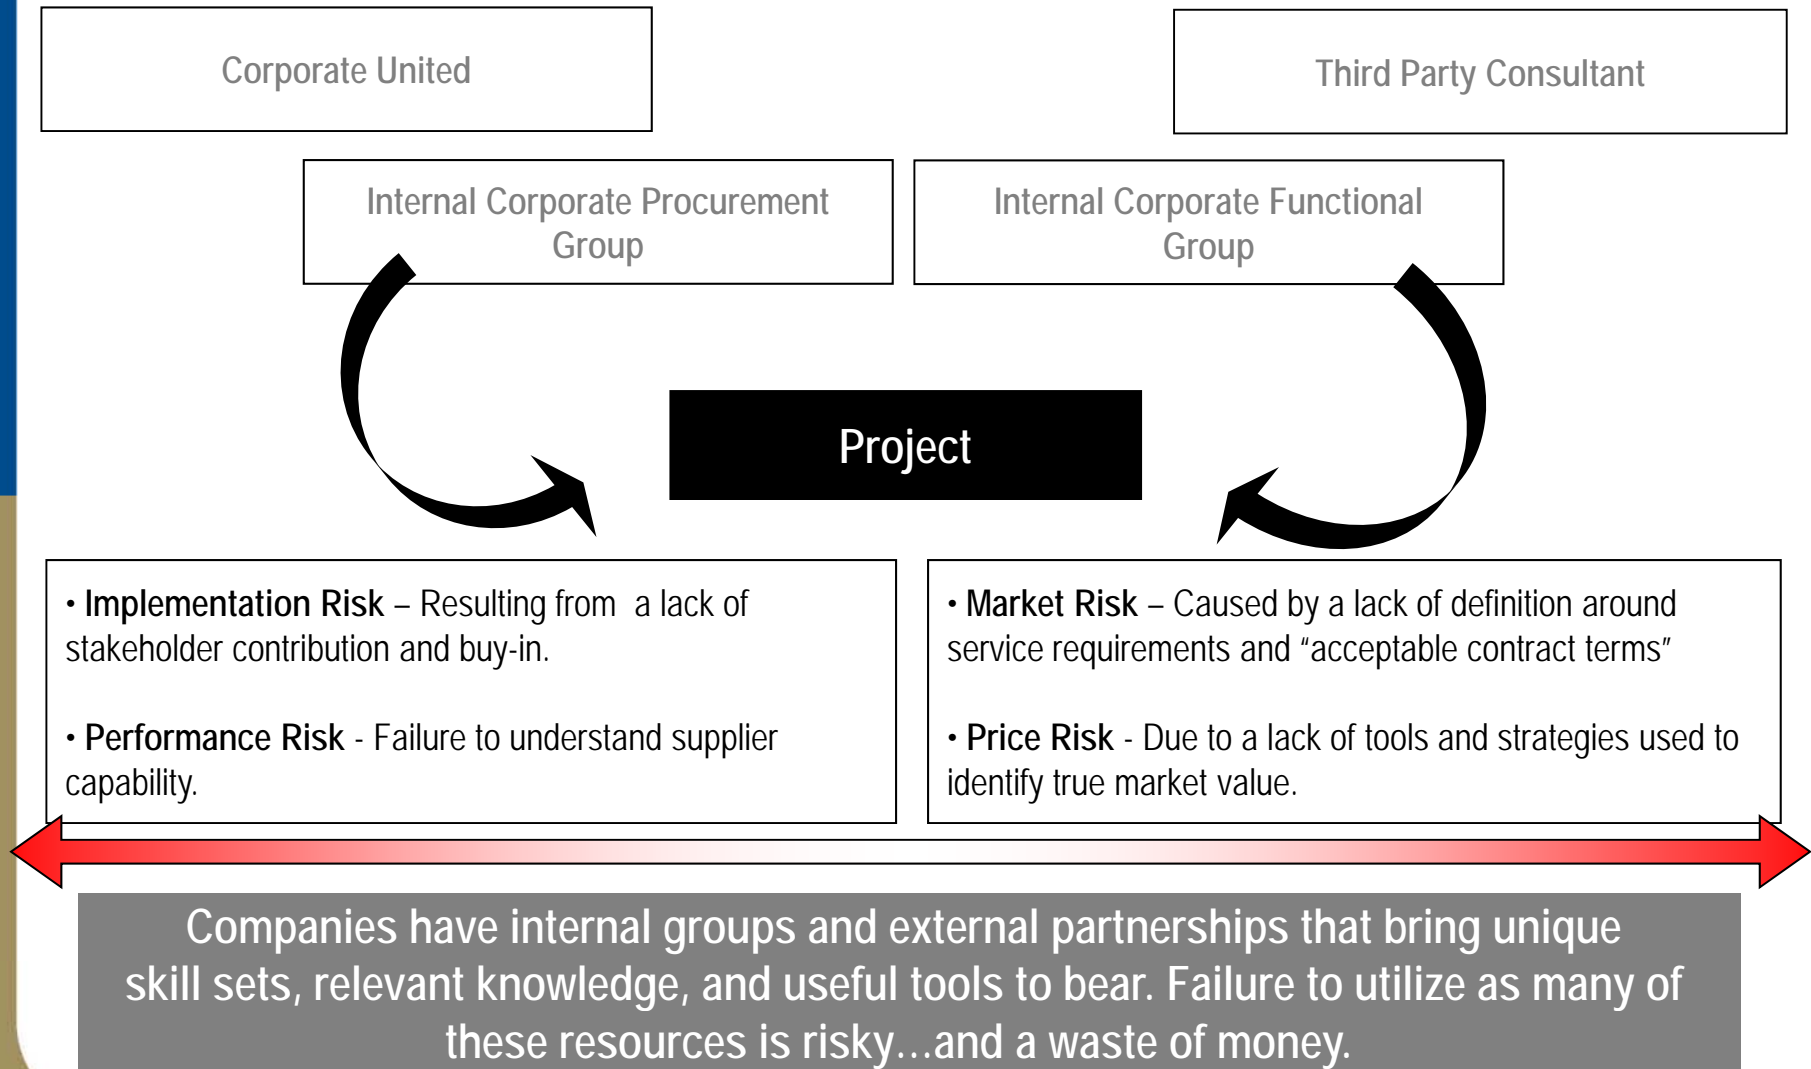 Corporate United
Third Party Consultant
Internal Corporate Procurement
Group
Internal Corporate Functional
Group
Project
• Implementation Risk – Resulting from  a lack of
stakeholder contribution and buy-in.
• Performance Risk - Failure to understand supplier
capability.
• Market Risk – Caused by a lack of definition around
service requirements and “acceptable contract terms”
• Price Risk - Due to a lack of tools and strategies used to
identify true market value.
Companies have internal groups and external partnerships that bring unique
skill sets, relevant knowledge, and useful tools to bear. Failure to utilize as many of
these resources is risky…and a waste of money.